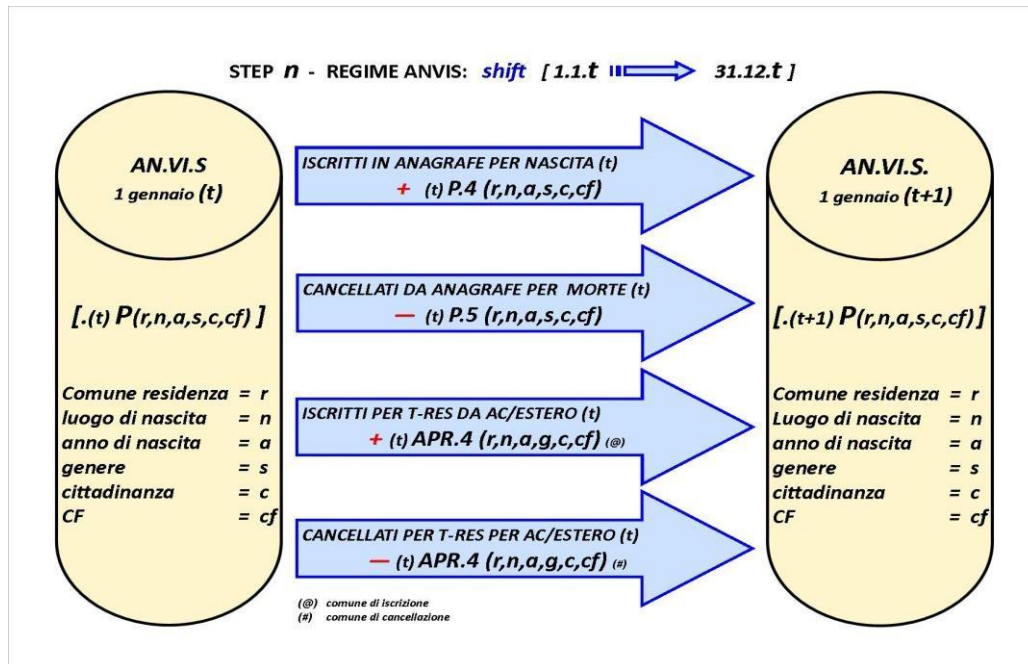 STEP n - REGIME ANVIS: shift [ 1.1.t 31.12.t ]
AN.VI.S
1 gennaio (t)
[.(t) P(r,n,a,s,c,cf) ]
Comune residenza = r
luogo di nascita = n
anno di nascita = a
genere = s
cittadinanza = c
CF = cf
ISCRITTI IN ANAGRAFE PER NASCITA (t)
+ (t) P.4 (r,n,a,s,c,cf)
CANCELLATI DA ANAGRAFE PER MORTE (t)
— (t) P.5 (r,n,a,s,c,cf)
ISCRITTI PER T-RES DA AC/ESTERO (t)
+ (t) APR.4 (r,n,a,g,c,cf) (@)
CANCELLATI PER T-RES PER AC/ESTERO (t)
— (t) APR.4 (r,n,a,g,c,cf) (#)
(@) comune di iscrizione
(#) comune di cancellazione
AN.VI.S.
1 gennaio (t+1)
[.(t+1) P(r,n,a,s,c,cf)]
Comune residenza = r
Luogo di nascita = n
anno di nascita = a
genere = s
cittadinanza = c
CF = cf